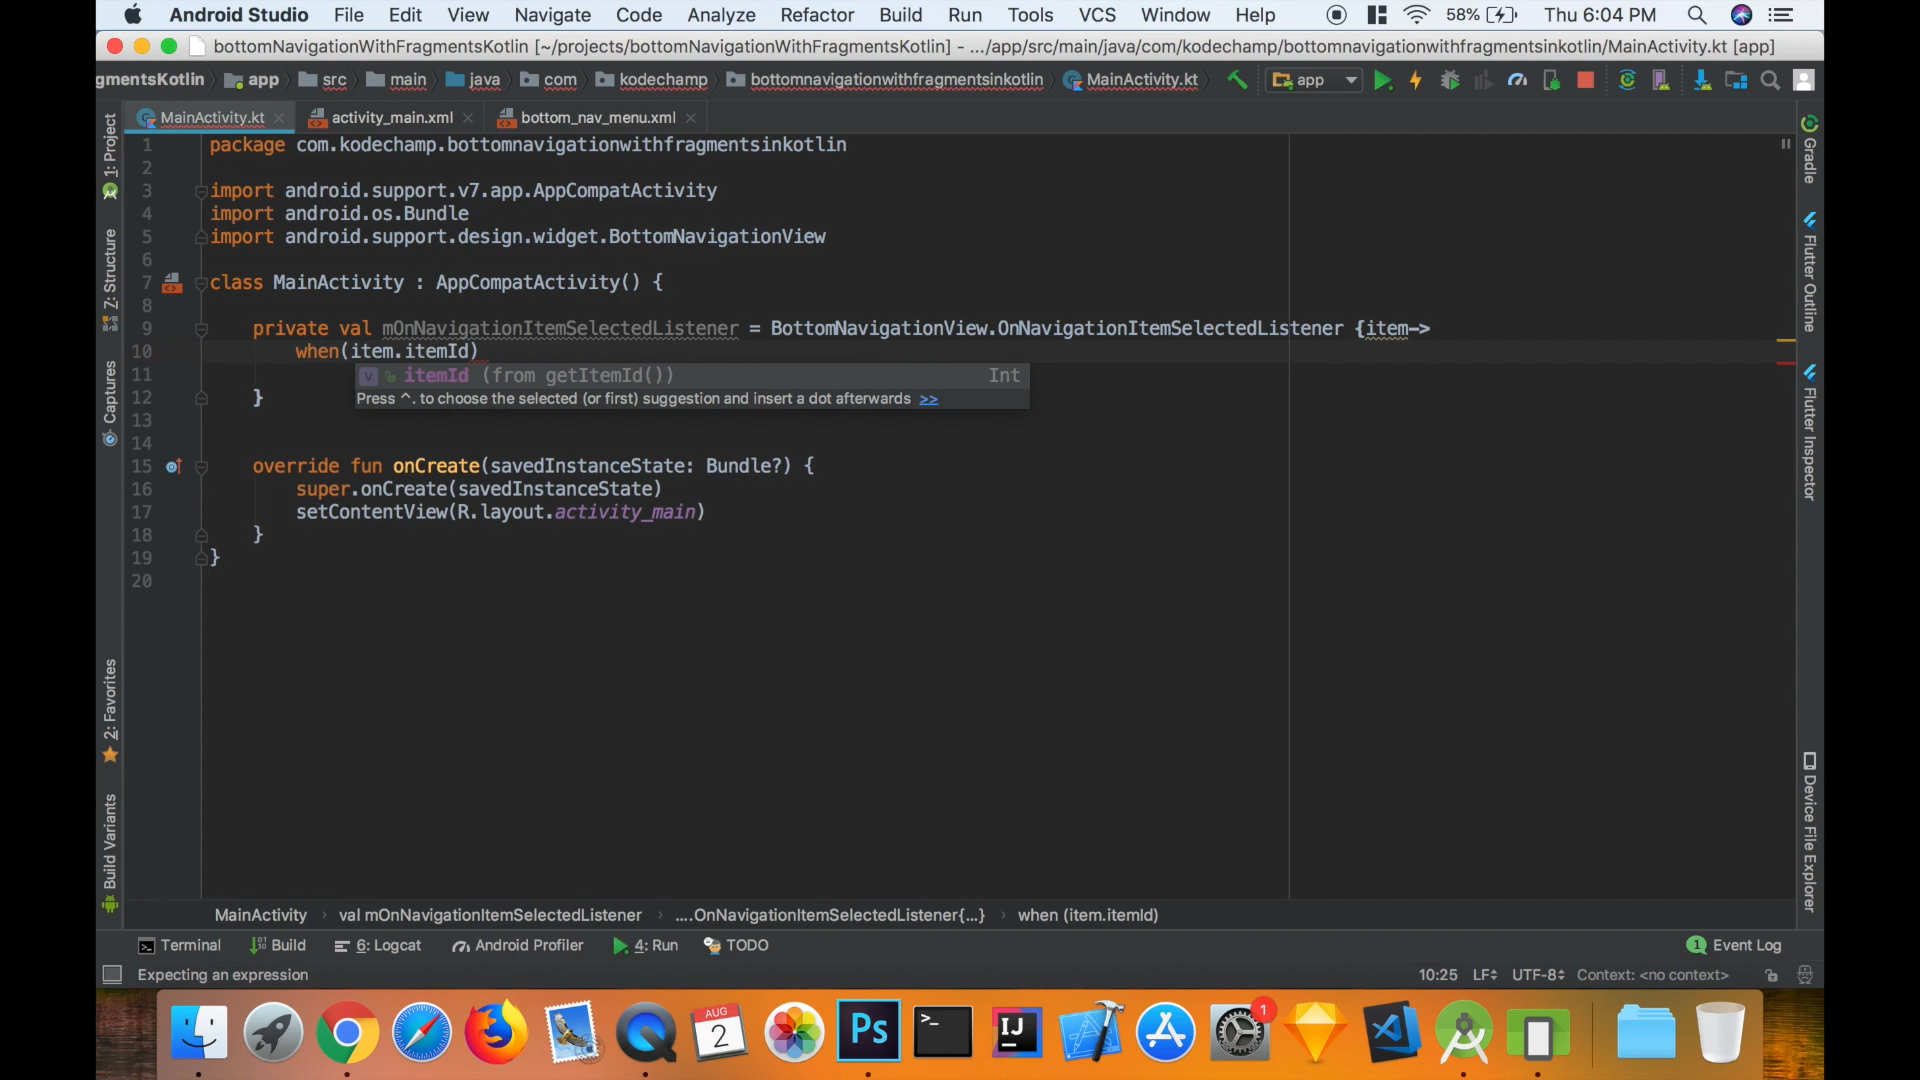 Android Studio File Edit View Navigate Code Analyze Refactor Build Run Tools VCS Window Help 58% Thu 6:04 PM
bottomNavigationWithFragmentsKotlin [~/projects/bottomNavigationWithFragmentsKotlin] - .../app/src/main/java/com/kodechamp/bottomnavigationwithfragmentsinkotlin/MainActivity.kt [app]
gmentsKotlin app src main java com kodechamp bottomnavigationwithfragmentsinkotlin MainActivity.kt app
MainActivity.kt activity_main.xml bottom_nav_menu.xml
1 package com.kodechamp.bottomnavigationwithfragmentsinkotlin
2
3 import android.support.v7.app.AppCompatActivity
4 import android.os.Bundle
5 import android.support.design.widget.BottomNavigationView
6
7 class MainActivity : AppCompatActivity() {
8
9 private val mOnNavigationItemSelectedListener = BottomNavigationView.OnNavigationItemSelectedListener {item->
10 when(item.itemId)
11 itemId (from getItemId()) Int
12 } Press ^. to choose the selected (or first) suggestion and insert a dot afterwards >>
13
14
15 override fun onCreate(savedInstanceState: Bundle?) {
16 super.onCreate(savedInstanceState)
17 setContentView(R.layout.activity_main)
18 }
19 }
20
1: Project
7: Structure
Captures
2: Favorites
Build Variants
Gradle
Flutter Outline
Flutter Inspector
Device File Explorer
MainActivity val mOnNavigationItemSelectedListener ....OnNavigationItemSelectedListener{...} when (item.itemId)
Terminal Build 6: Logcat Android Profiler 4: Run TODO 1 Event Log
Expecting an expression 10:25 LF UTF-8 Context: <no context>
AUG
2
Ps
>_
IJ
1